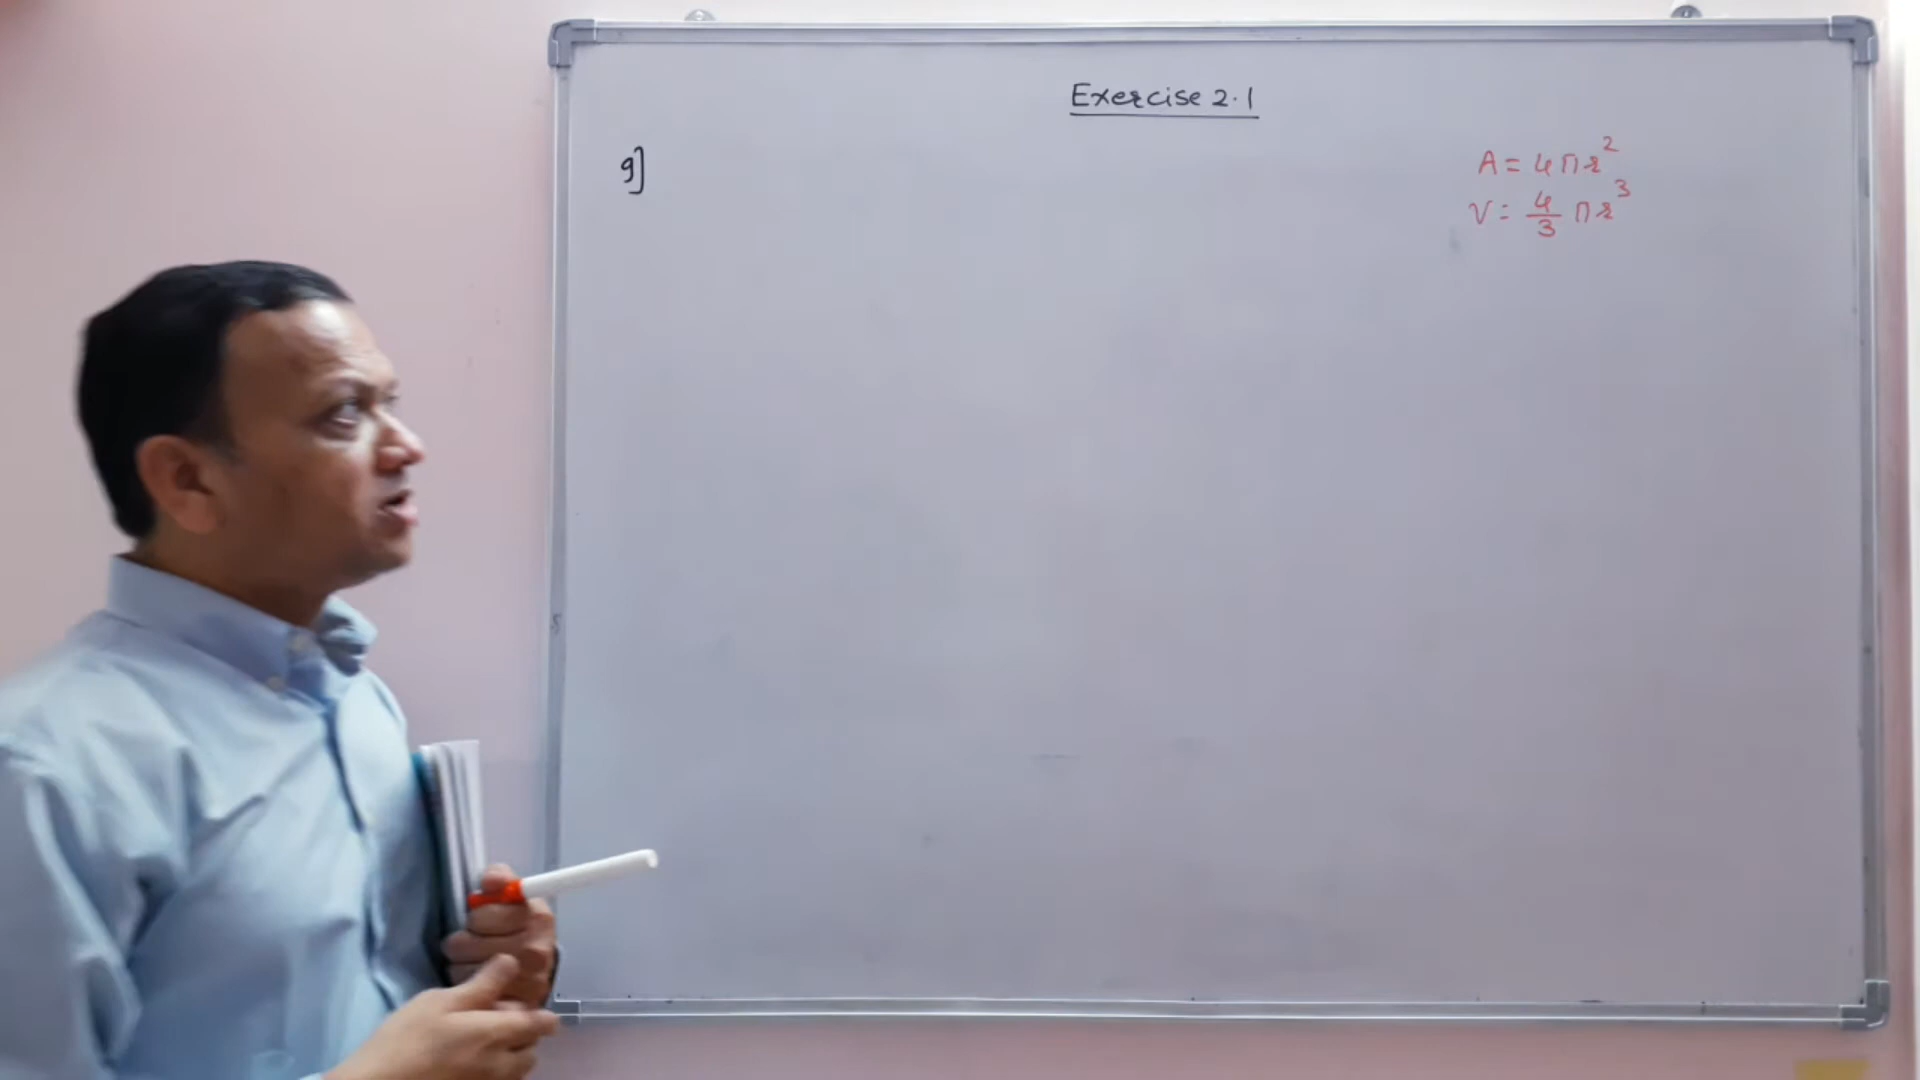 Exercise 2.1
9]
A = 4πr²
V = 4/3 πr³